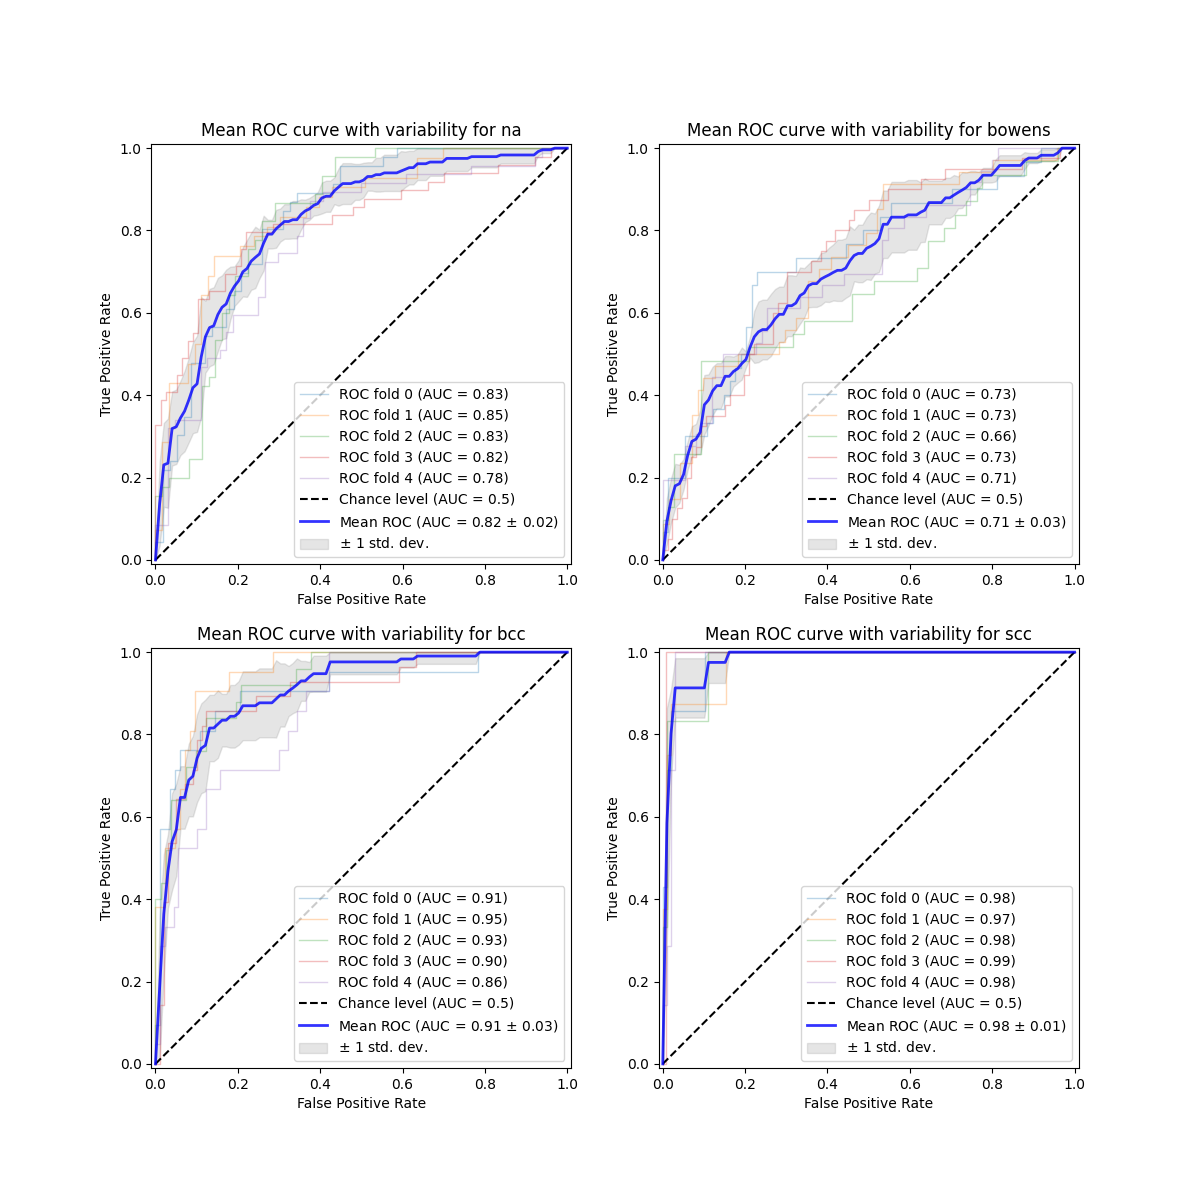 Mean ROC curve with variability for na
True Positive Rate
1.0
0.8
0.6
0.4
0.2
0.0
ROC fold 0 (AUC = 0.83)
ROC fold 1 (AUC = 0.85)
ROC fold 2 (AUC = 0.83)
ROC fold 3 (AUC = 0.82)
ROC fold 4 (AUC = 0.78)
Chance level (AUC = 0.5)
Mean ROC (AUC = 0.82 ± 0.02)
± 1 std. dev.
0.0 0.2 0.4 0.6 0.8 1.0
False Positive Rate
Mean ROC curve with variability for bowens
True Positive Rate
1.0
0.8
0.6
0.4
0.2
0.0
ROC fold 0 (AUC = 0.73)
ROC fold 1 (AUC = 0.73)
ROC fold 2 (AUC = 0.66)
ROC fold 3 (AUC = 0.73)
ROC fold 4 (AUC = 0.71)
Chance level (AUC = 0.5)
Mean ROC (AUC = 0.71 ± 0.03)
± 1 std. dev.
0.0 0.2 0.4 0.6 0.8 1.0
False Positive Rate
Mean ROC curve with variability for bcc
True Positive Rate
1.0
0.8
0.6
0.4
0.2
0.0
ROC fold 0 (AUC = 0.91)
ROC fold 1 (AUC = 0.95)
ROC fold 2 (AUC = 0.93)
ROC fold 3 (AUC = 0.90)
ROC fold 4 (AUC = 0.86)
Chance level (AUC = 0.5)
Mean ROC (AUC = 0.91 ± 0.03)
± 1 std. dev.
0.0 0.2 0.4 0.6 0.8 1.0
False Positive Rate
Mean ROC curve with variability for scc
True Positive Rate
1.0
0.8
0.6
0.4
0.2
0.0
ROC fold 0 (AUC = 0.98)
ROC fold 1 (AUC = 0.97)
ROC fold 2 (AUC = 0.98)
ROC fold 3 (AUC = 0.99)
ROC fold 4 (AUC = 0.98)
Chance level (AUC = 0.5)
Mean ROC (AUC = 0.98 ± 0.01)
± 1 std. dev.
0.0 0.2 0.4 0.6 0.8 1.0
False Positive Rate